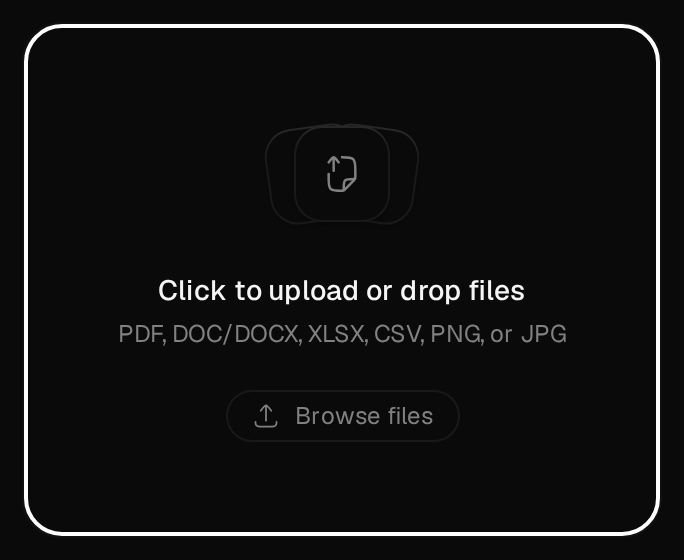 Click to upload or drop files
PDF, DOC/DOCX, XLSX, CSV, PNG, or JPG
Browse files